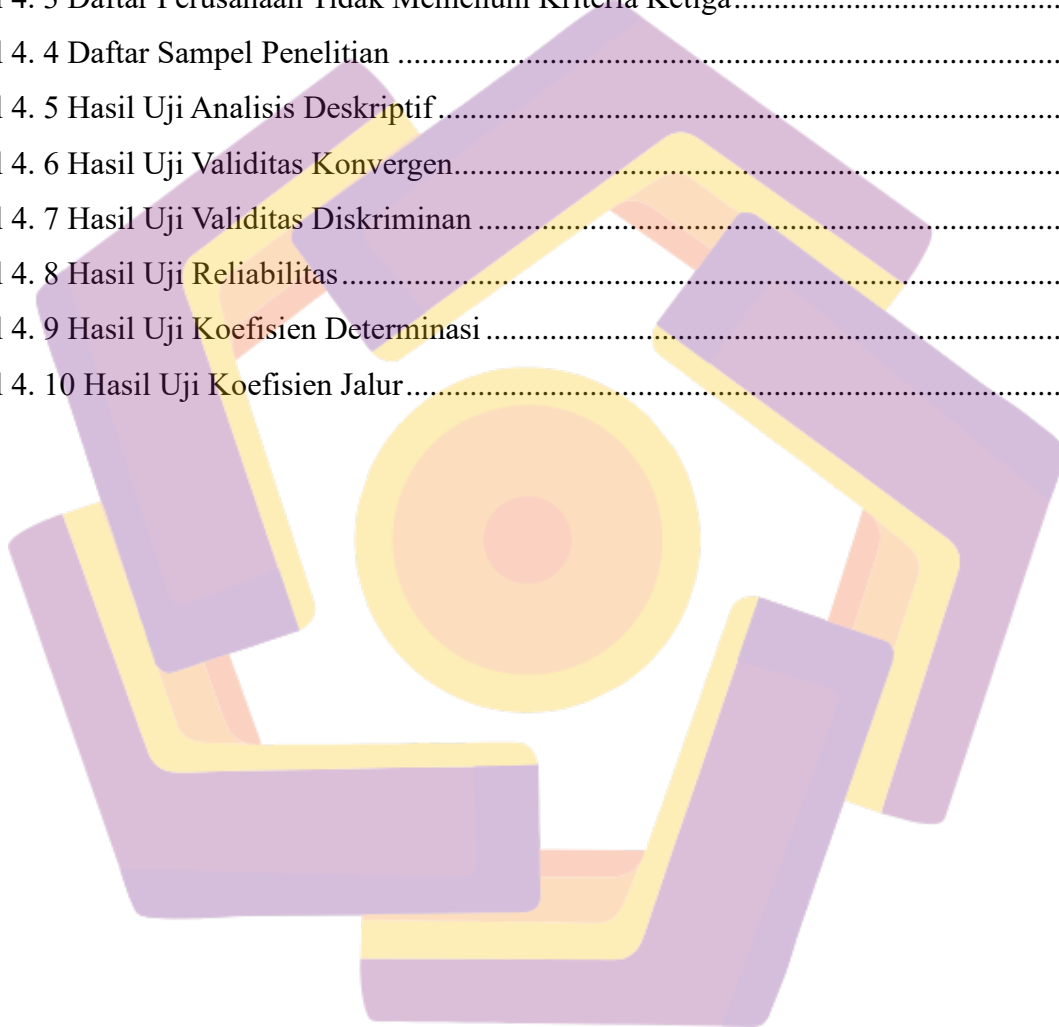 l 4. 3 Daftar Perusahaan Tidak Memenuhi Kriteria Ketiga
l 4. 4 Daftar Sampel Penelitian
l 4. 5 Hasil Uji Analisis Deskriptif
l 4. 6 Hasil Uji Validitas Konvergen
l 4. 7 Hasil Uji Validitas Diskriminan
l 4. 8 Hasil Uji Reliabilitas
l 4. 9 Hasil Uji Koefisien Determinasi
l 4. 10 Hasil Uji Koefisien Jalur